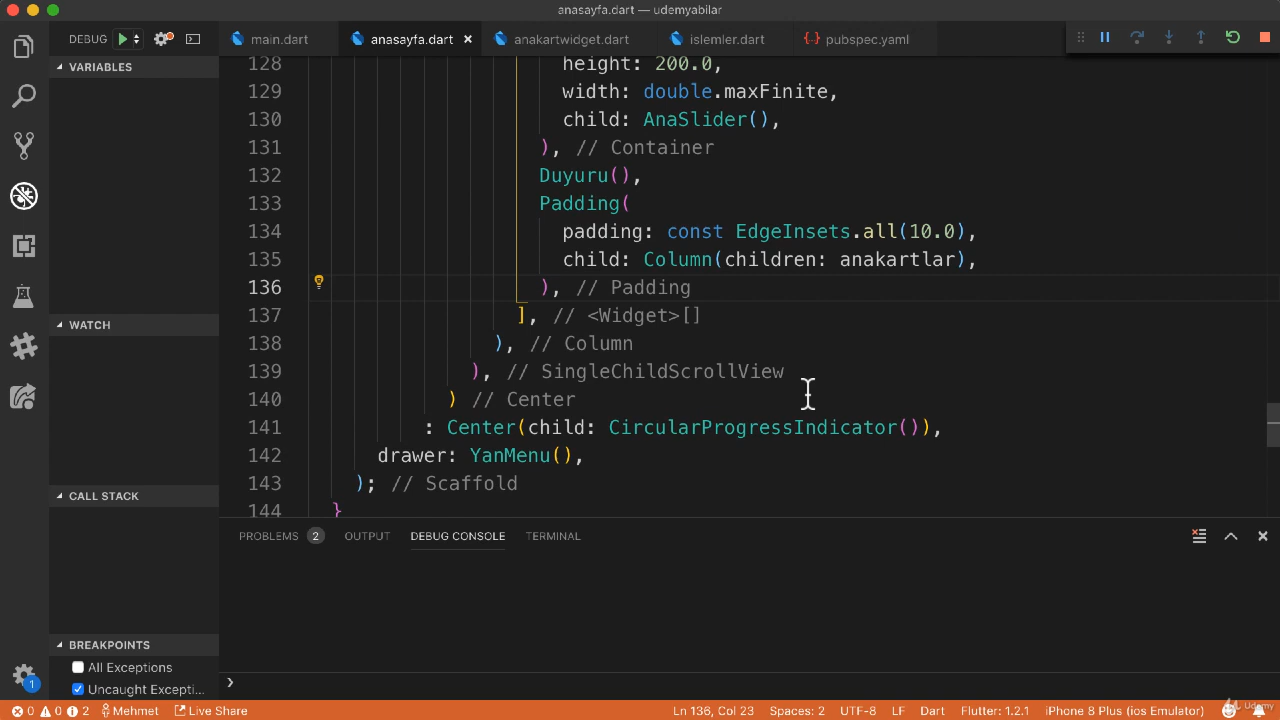 anasayfa.dart — udemyabilar
DEBUG
main.dart
anasayfa.dart
anakartwidget.dart
islemler.dart
pubspec.yaml
VARIABLES
WATCH
CALL STACK
BREAKPOINTS
All Exceptions
Uncaught Excepti...
128 height: 200.0,
129 width: double.maxFinite,
130 child: AnaSlider(),
131 ), // Container
132 Duyuru(),
133 Padding(
134 padding: const EdgeInsets.all(10.0),
135 child: Column(children: anakartlar),
136 ), // Padding
137 ], // <Widget>[]
138 ), // Column
139 ), // SingleChildScrollView
140 ) // Center
141 : Center(child: CircularProgressIndicator()),
142 drawer: YanMenu(),
143 ); // Scaffold
144 }
PROBLEMS 2 OUTPUT DEBUG CONSOLE TERMINAL
1
0 0 2 Mehmet Live Share Ln 136, Col 23 Spaces: 2 UTF-8 LF Dart Flutter: 1.2.1 iPhone 8 Plus (ios Emulator)
Udemy